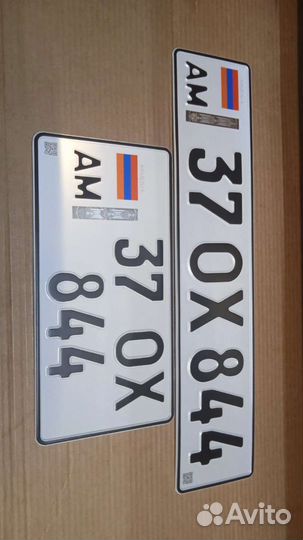 AM
37 OX
844
AM
37 OX 844
Avito